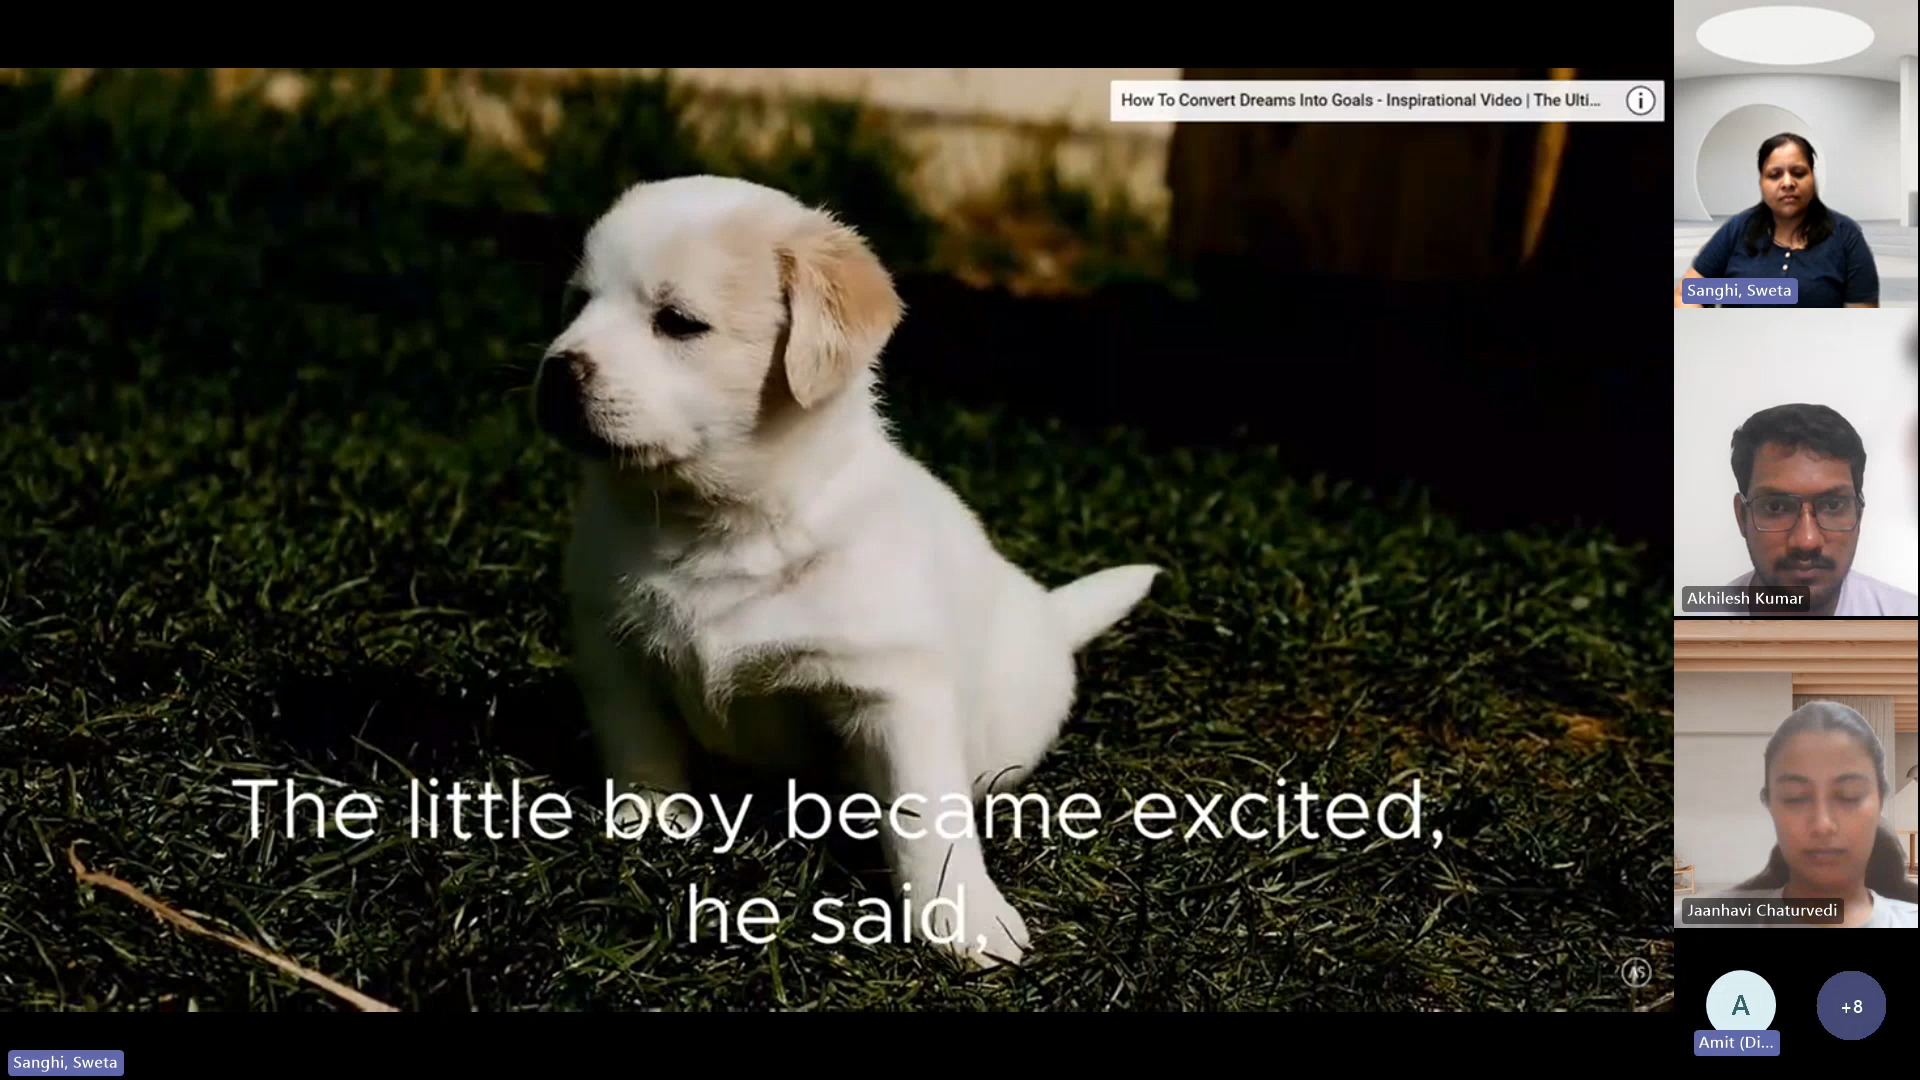 How To Convert Dreams Into Goals - Inspirational Video | The Ulti...
The little boy became excited,
he said,
AS
Sanghi, Sweta
Akhilesh Kumar
Jaanhavi Chaturvedi
A
+8
Amit (Di...
Sanghi, Sweta